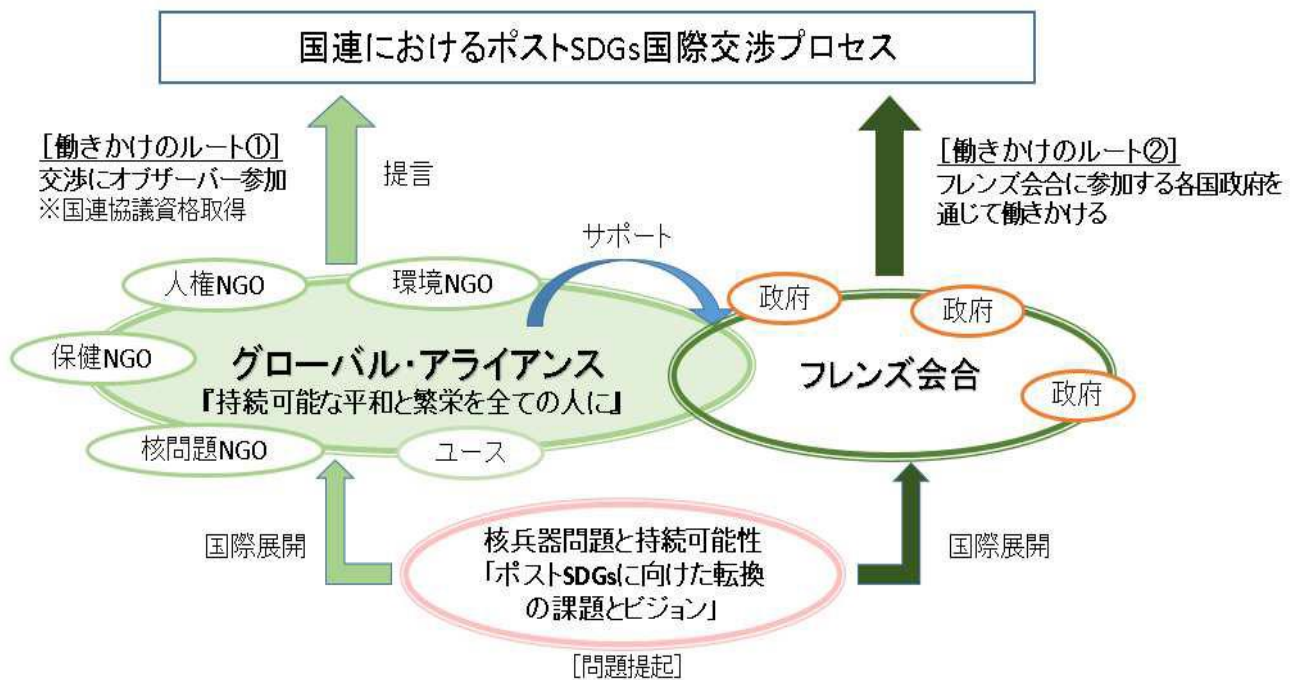 国連におけるポストSDGs国際交渉プロセス
[働きかけのルート①]
交渉にオブザーバー参加
※国連協議資格取得
提言
[働きかけのルート②]
フレンズ会合に参加する各国政府を
通じて働きかける
サポート
人権NGO
環境NGO
政府
政府
保健NGO
グローバル・アライアンス
『持続可能な平和と繁栄を全ての人に』
フレンズ会合
政府
核問題NGO
ユース
国際展開
核兵器問題と持続可能性
「ポストSDGsに向けた転換
の課題とビジョン」
国際展開
[問題提起]